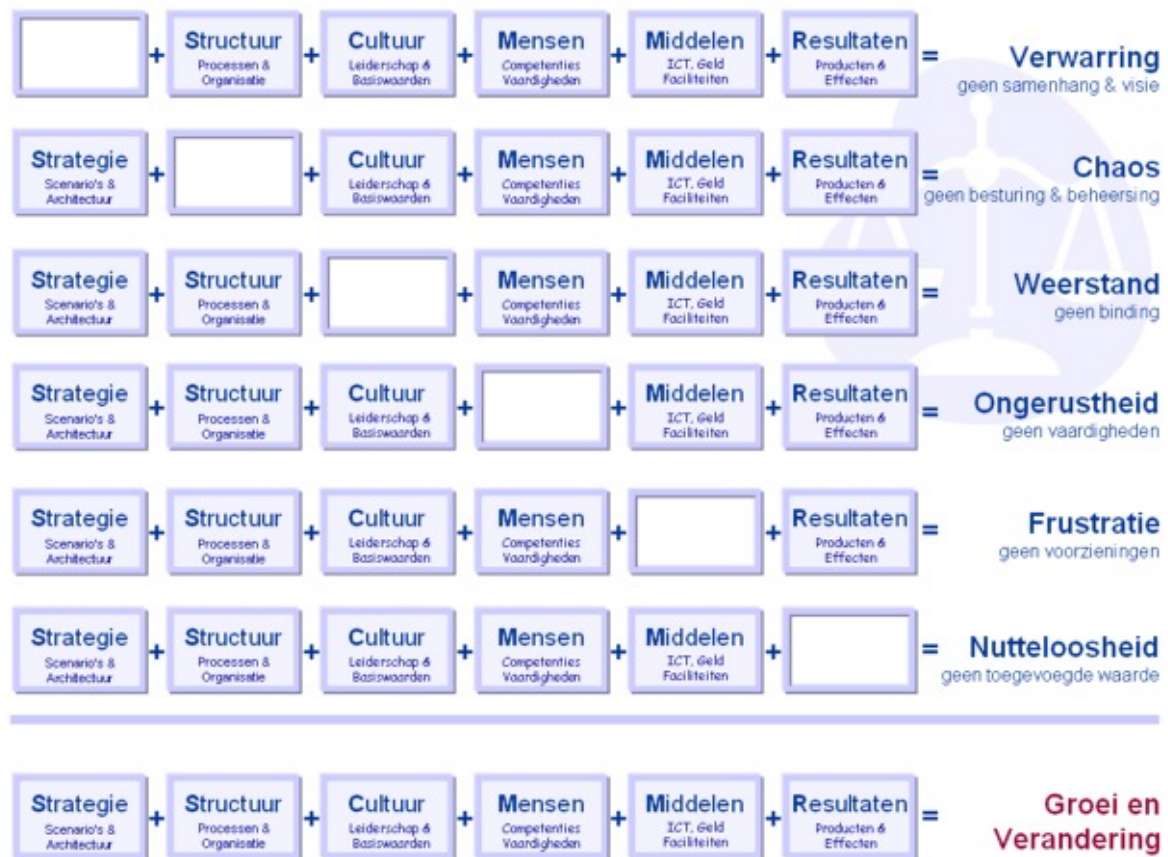 + Structuur + Cultuur + Mensen + Middelen + Resultaten = Verwarring
Processen & Organisatie Leiderschap & Basiswaarden Competenties Vaardigheden ICT, Geld Faciliteiten Producten & Effecten geen samenhang & visie
Strategie + + Cultuur + Mensen + Middelen + Resultaten = Chaos
Scenario's & Architectuur Leiderschap & Basiswaarden Competenties Vaardigheden ICT, Geld Faciliteiten Producten & Effecten geen besturing & beheersing
Strategie + Structuur + + Mensen + Middelen + Resultaten = Weerstand
Scenario's & Architectuur Processen & Organisatie Competenties Vaardigheden ICT, Geld Faciliteiten Producten & Effecten geen binding
Strategie + Structuur + Cultuur + + Middelen + Resultaten = Ongerustheid
Scenario's & Architectuur Processen & Organisatie Leiderschap & Basiswaarden ICT, Geld Faciliteiten Producten & Effecten geen vaardigheden
Strategie + Structuur + Cultuur + Mensen + + Resultaten = Frustratie
Scenario's & Architectuur Processen & Organisatie Leiderschap & Basiswaarden Competenties Vaardigheden Producten & Effecten geen voorzieningen
Strategie + Structuur + Cultuur + Mensen + Middelen + = Nutteloosheid
Scenario's & Architectuur Processen & Organisatie Leiderschap & Basiswaarden Competenties Vaardigheden ICT, Geld Faciliteiten geen toegevoegde waarde
Strategie + Structuur + Cultuur + Mensen + Middelen + Resultaten = Groei en Verandering
Scenario's & Architectuur Processen & Organisatie Leiderschap & Basiswaarden Competenties Vaardigheden ICT, Geld Faciliteiten Producten & Effecten